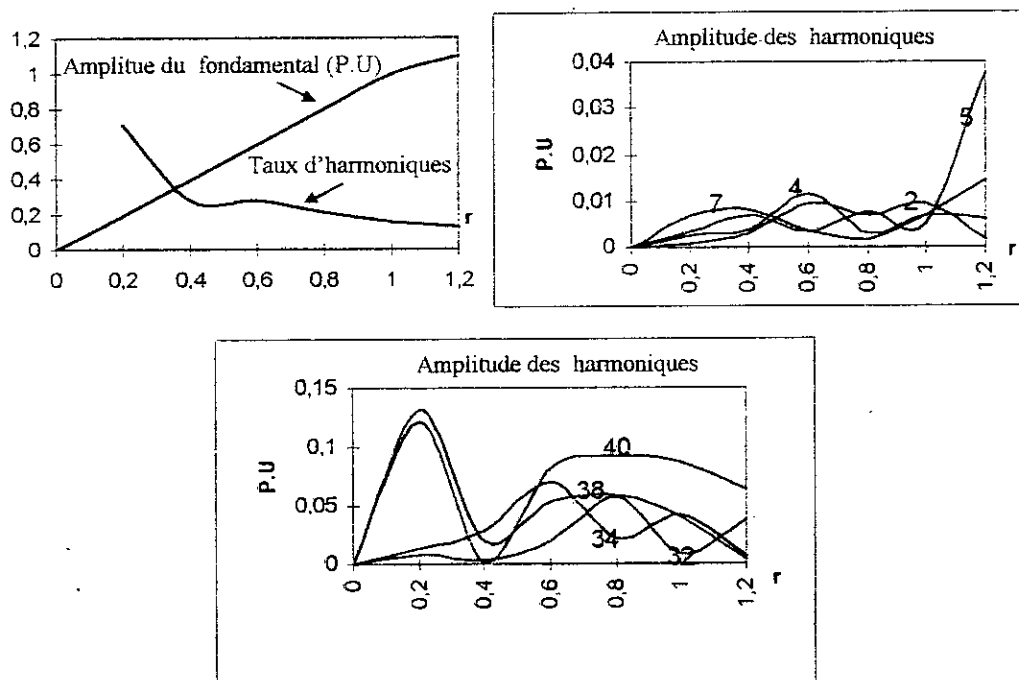 1,2
1
0,8
0,6
0,4
0,2
0
Amplitue du fondamental (P.U)
Taux d'harmoniques
r
0 0,2 0,4 0,6 0,8 1 1,2
Amplitude des harmoniques
0,04
0,03
0,02
0,01
0
P.U
5
7
4
2
r
0 0,2 0,4 0,6 0,8 1 1,2
Amplitude des harmoniques
0,15
0,1
0,05
0
P.U
40
38
34
32
r
0 0,2 0,4 0,6 0,8 1 1,2